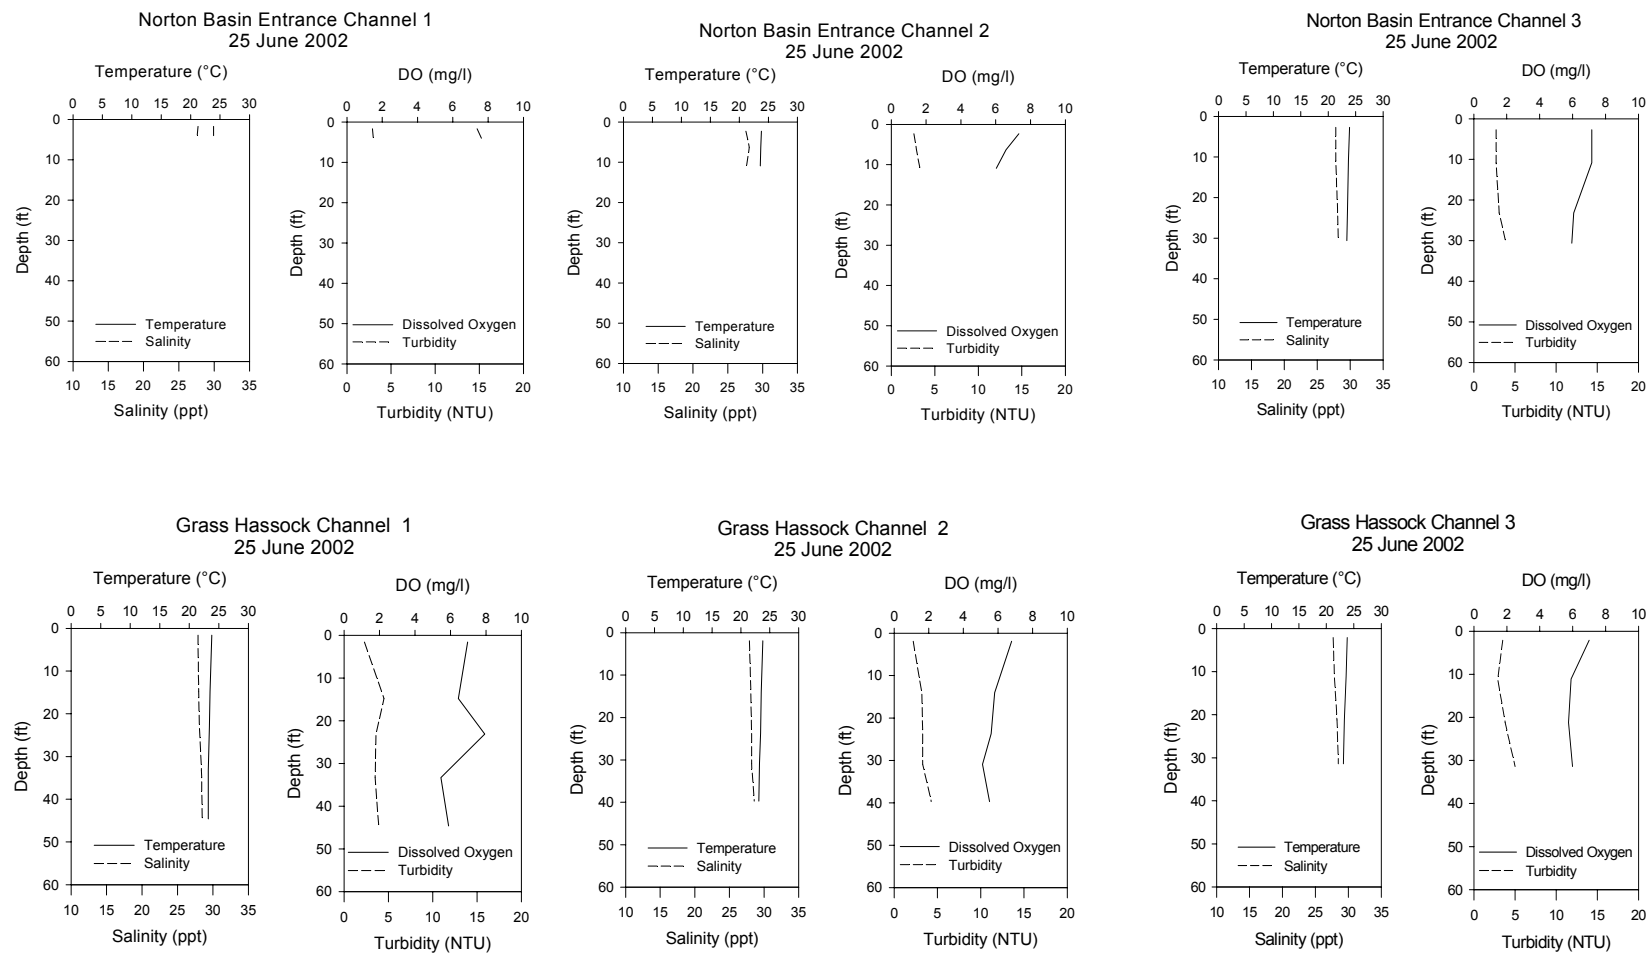 Norton Basin Entrance Channel 1
25 June 2002
Temperature (°C)
0 5 10 15 20 25 30
Depth (ft)
0
10
20
30
40
50
60
Temperature
Salinity
10 15 20 25 30 35
Salinity (ppt)
DO (mg/l)
0 2 4 6 8 10
Depth (ft)
0
10
20
30
40
50
60
Dissolved Oxygen
Turbidity
0 5 10 15 20
Turbidity (NTU)
Norton Basin Entrance Channel 2
25 June 2002
Temperature (°C)
0 5 10 15 20 25 30
Depth (ft)
0
10
20
30
40
50
60
Temperature
Salinity
10 15 20 25 30 35
Salinity (ppt)
DO (mg/l)
0 2 4 6 8 10
Depth (ft)
0
10
20
30
40
50
60
Dissolved Oxygen
Turbidity
0 5 10 15 20
Turbidity (NTU)
Norton Basin Entrance Channel 3
25 June 2002
Temperature (°C)
0 5 10 15 20 25 30
Depth (ft)
0
10
20
30
40
50
60
Temperature
Salinity
10 15 20 25 30 35
Salinity (ppt)
DO (mg/l)
0 2 4 6 8 10
Depth (ft)
0
10
20
30
40
50
60
Dissolved Oxygen
Turbidity
0 5 10 15 20
Turbidity (NTU)
Grass Hassock Channel 1
25 June 2002
Temperature (°C)
0 5 10 15 20 25 30
Depth (ft)
0
10
20
30
40
50
60
Temperature
Salinity
10 15 20 25 30 35
Salinity (ppt)
DO (mg/l)
0 2 4 6 8 10
Depth (ft)
0
10
20
30
40
50
60
Dissolved Oxygen
Turbidity
0 5 10 15 20
Turbidity (NTU)
Grass Hassock Channel 2
25 June 2002
Temperature (°C)
0 5 10 15 20 25 30
Depth (ft)
0
10
20
30
40
50
60
Temperature
Salinity
10 15 20 25 30 35
Salinity (ppt)
DO (mg/l)
0 2 4 6 8 10
Depth (ft)
0
10
20
30
40
50
60
Dissolved Oxygen
Turbidity
0 5 10 15 20
Turbidity (NTU)
Grass Hassock Channel 3
25 June 2002
Temperature (°C)
0 5 10 15 20 25 30
Depth (ft)
0
10
20
30
40
50
60
Temperature
Salinity
10 15 20 25 30 35
Salinity (ppt)
DO (mg/l)
0 2 4 6 8 10
Depth (ft)
0
10
20
30
40
50
60
Dissolved Oxygen
Turbidity
0 5 10 15 20
Turbidity (NTU)